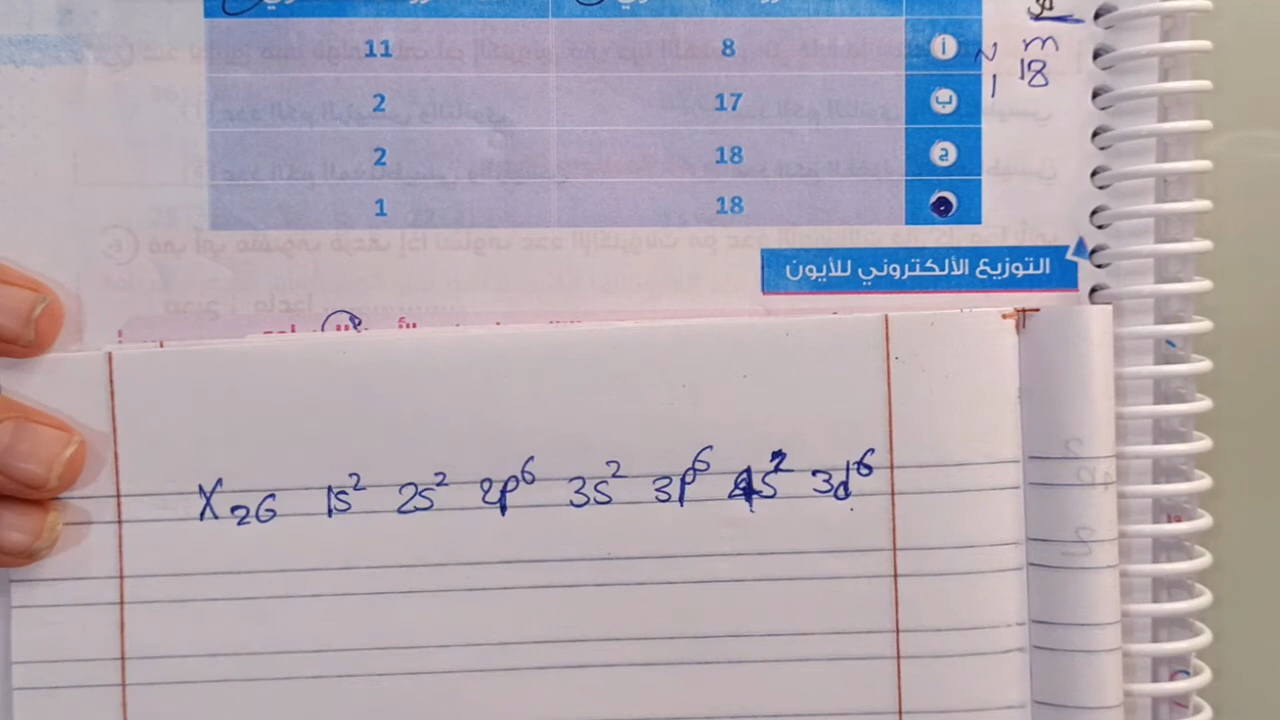 3d
أ 8 11
N M
ب 17 2
1 18
ج 18 2
د 18 1
التوزيع الألكتروني للأيون
X₂₆ 1s² 2s² 2p⁶ 3s² 3p⁶ 4s² 3d⁶